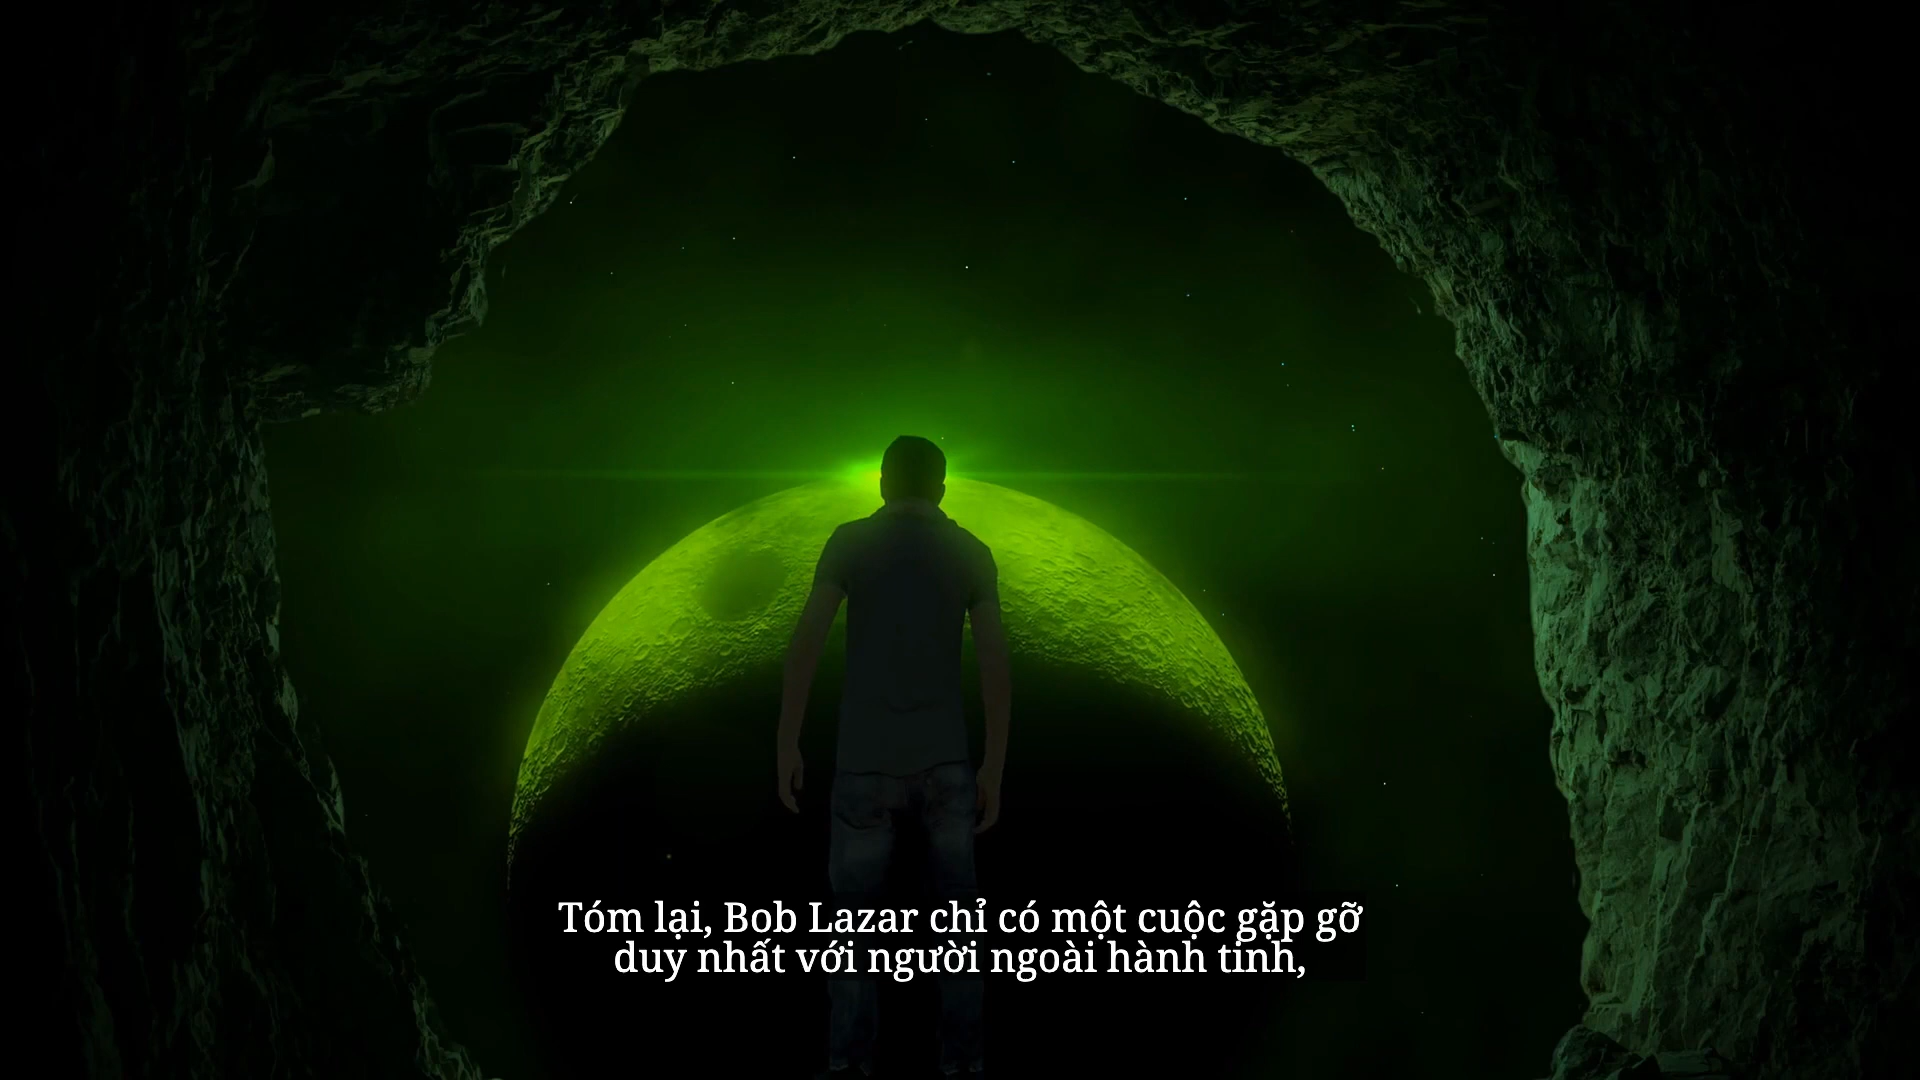 Tóm lại, Bob Lazar chỉ có một cuộc gặp gỡ
duy nhất với người ngoài hành tinh,